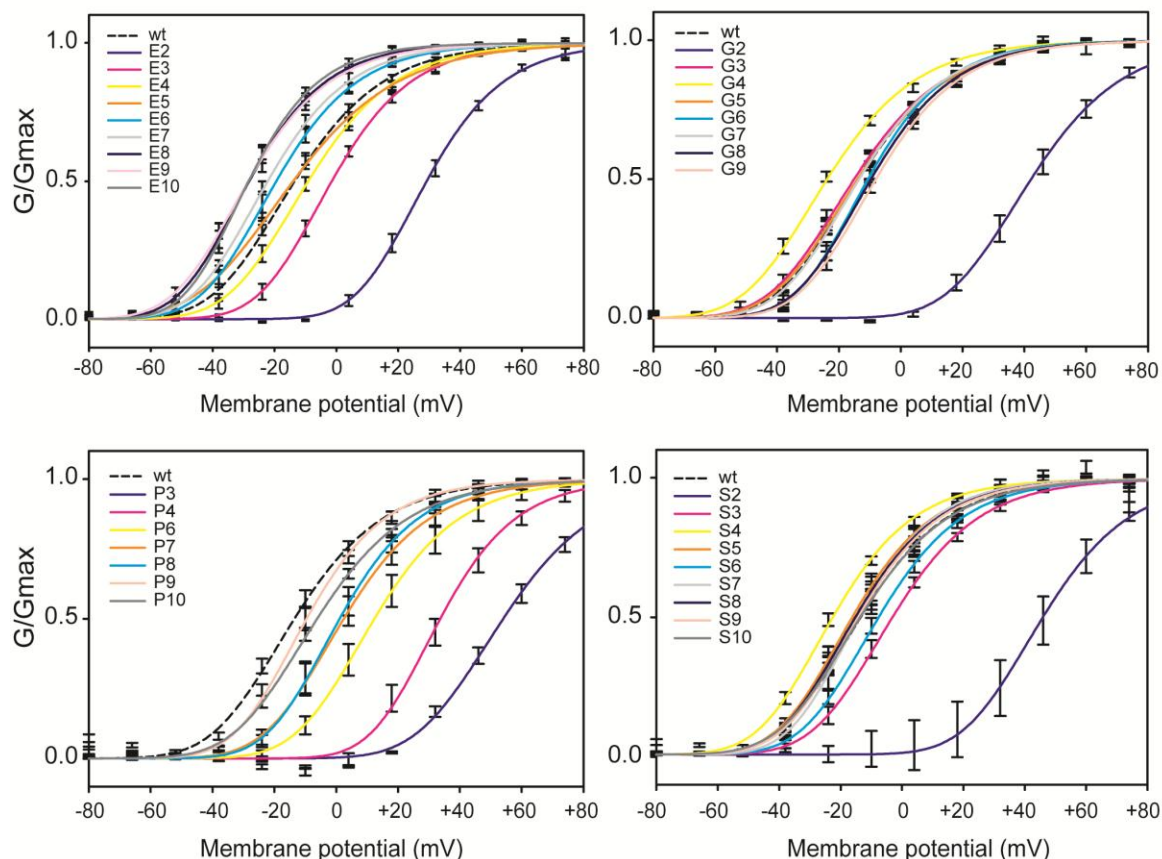 wt
E2
E3
E4
E5
E6
E7
E8
E9
E10
G/Gmax
1.0
0.5
0.0
-80 -60 -40 -20 0 +20 +40 +60 +80
Membrane potential (mV)
wt
G2
G3
G4
G5
G6
G7
G8
G9
1.0
0.5
0.0
-80 -60 -40 -20 0 +20 +40 +60 +80
Membrane potential (mV)
wt
P3
P4
P6
P7
P8
P9
P10
G/Gmax
1.0
0.5
0.0
-80 -60 -40 -20 0 +20 +40 +60 +80
Membrane potential (mV)
wt
S2
S3
S4
S5
S6
S7
S8
S9
S10
1.0
0.5
0.0
-80 -60 -40 -20 0 +20 +40 +60 +80
Membrane potential (mV)